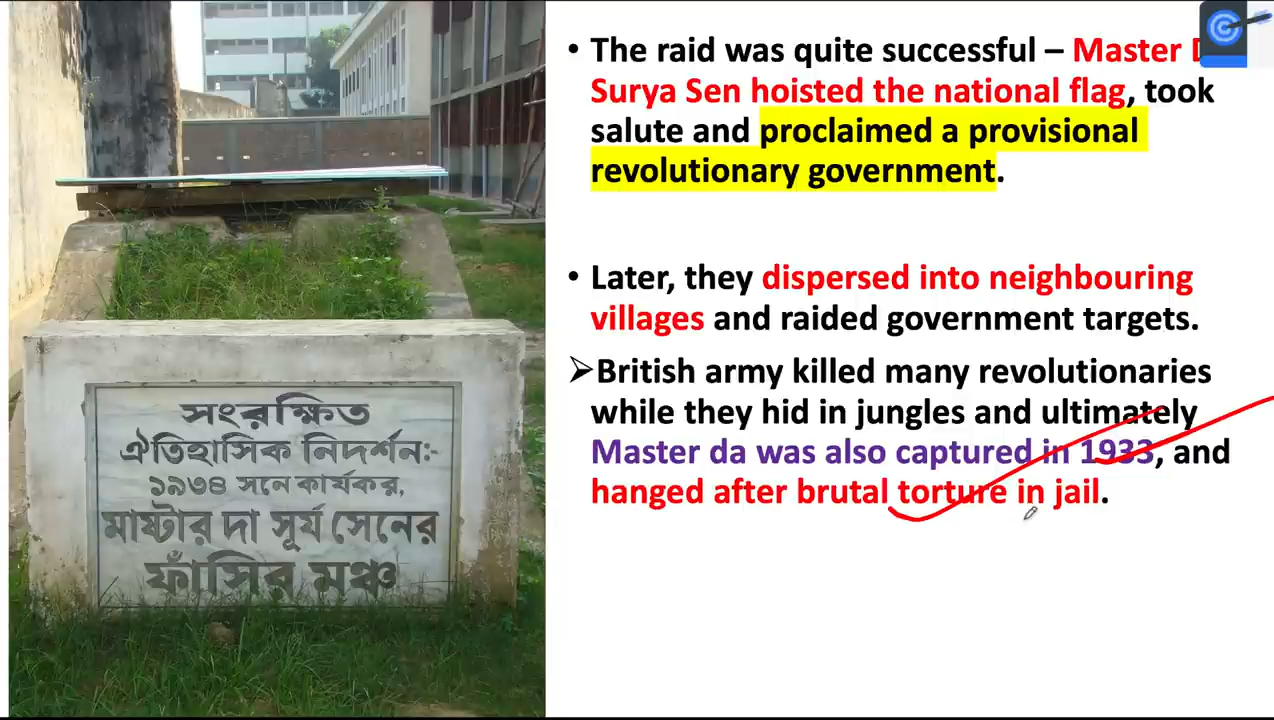 সংরক্ষিত
ঐতিহাসিক নিদর্শন:-
১৯৩৪ সনে কার্যকর,
মাষ্টার দা সূর্য সেনের
ফাঁসির মঞ্চ
• The raid was quite successful – Master
Surya Sen hoisted the national flag, took
salute and proclaimed a provisional
revolutionary government.
• Later, they dispersed into neighbouring
villages and raided government targets.
➢British army killed many revolutionaries
while they hid in jungles and ultimately
Master da was also captured in 1933, and
hanged after brutal torture in jail.